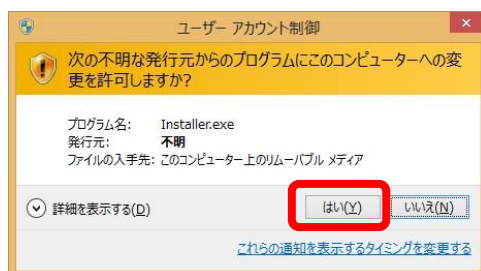 ユーザー アカウント制御
次の不明な発行元からのプログラムにこのコンピューターへの変
更を許可しますか?
プログラム名: Installer.exe
発行元: 不明
ファイルの入手先: このコンピューター上のリムーバブル メディア
詳細を表示する(D) はい(Y) いいえ(N)
これらの通知を表示するタイミングを変更する